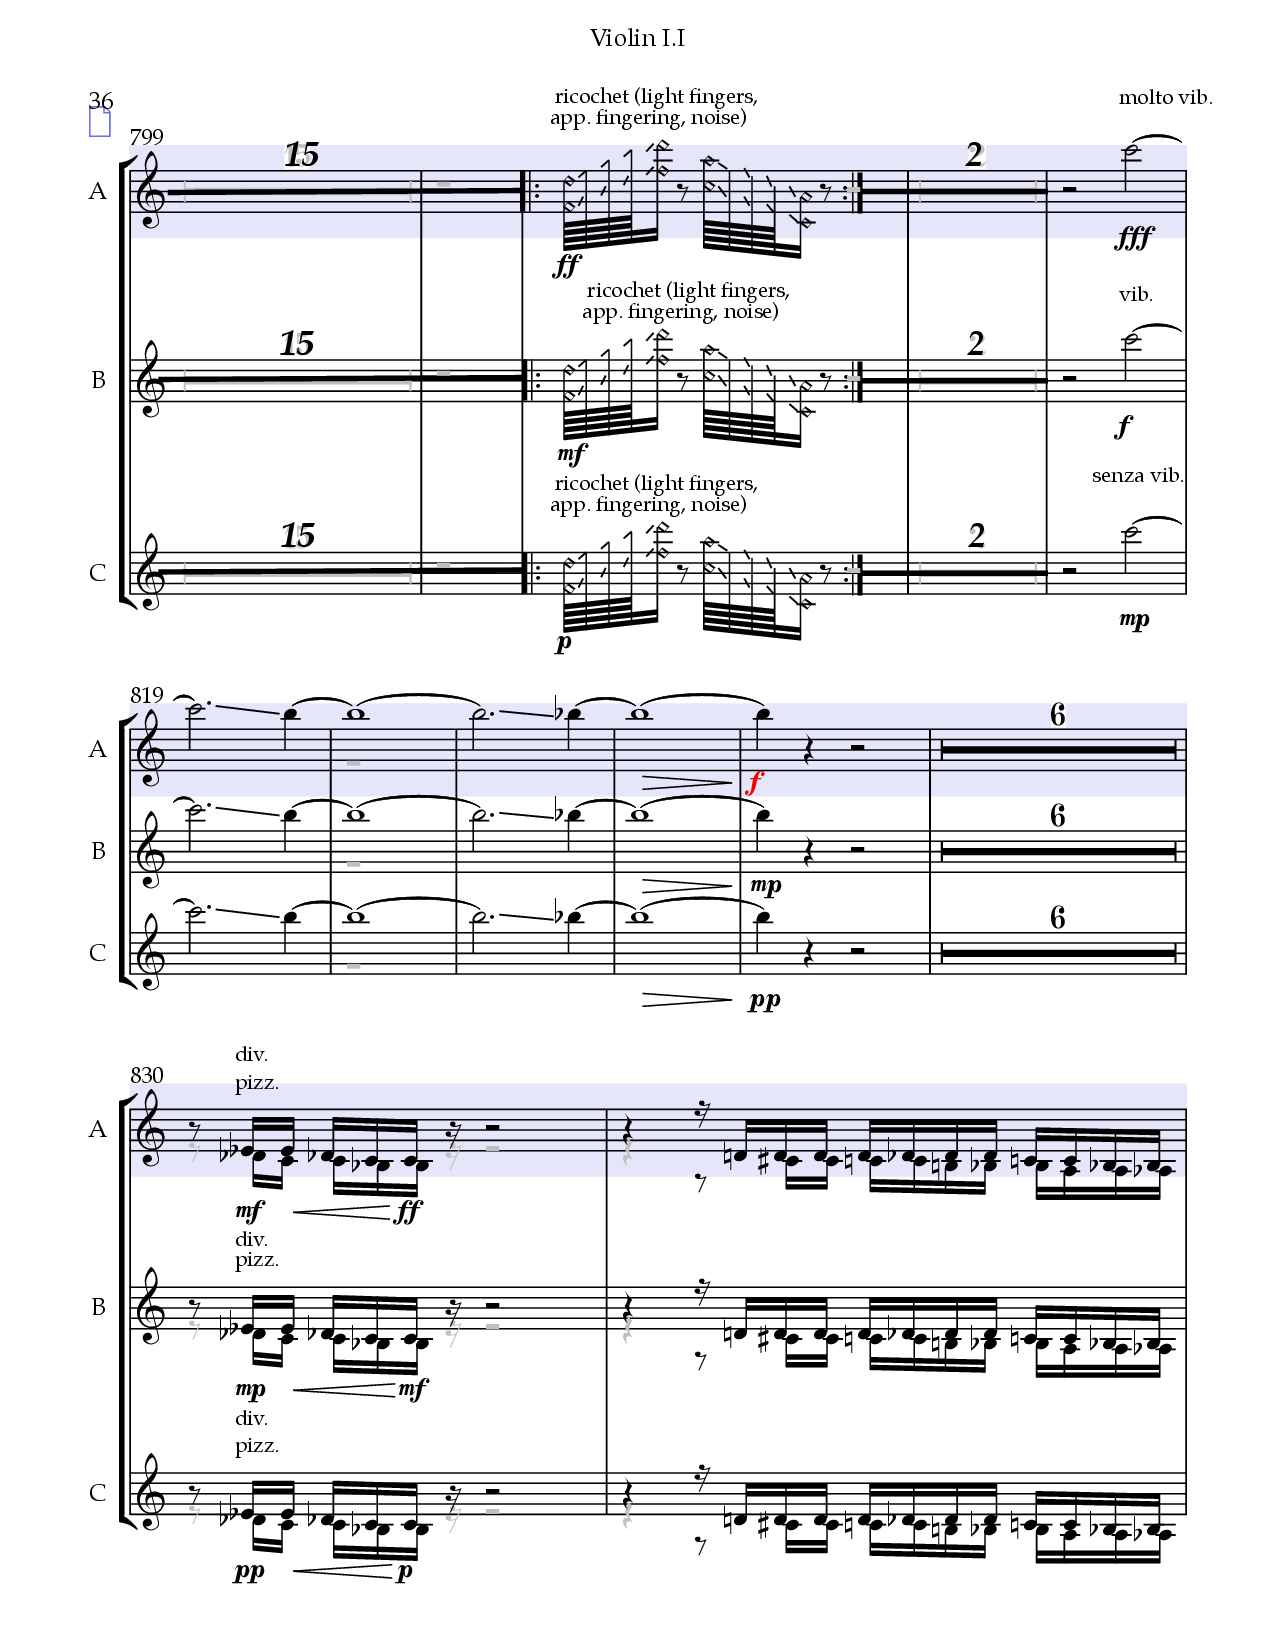 Violin I.I
36
799
ricochet (light fingers,
app. fingering, noise)
molto vib.
A
15
2
ff
fff
ricochet (light fingers,
app. fingering, noise)
vib.
B
15
2
mf
f
ricochet (light fingers,
app. fingering, noise)
senza vib.
C
15
2
p
mp
819
A
6
f
B
6
mp
C
6
pp
830
div.
pizz.
A
mf ff
div.
pizz.
B
mp mf
div.
pizz.
C
pp p